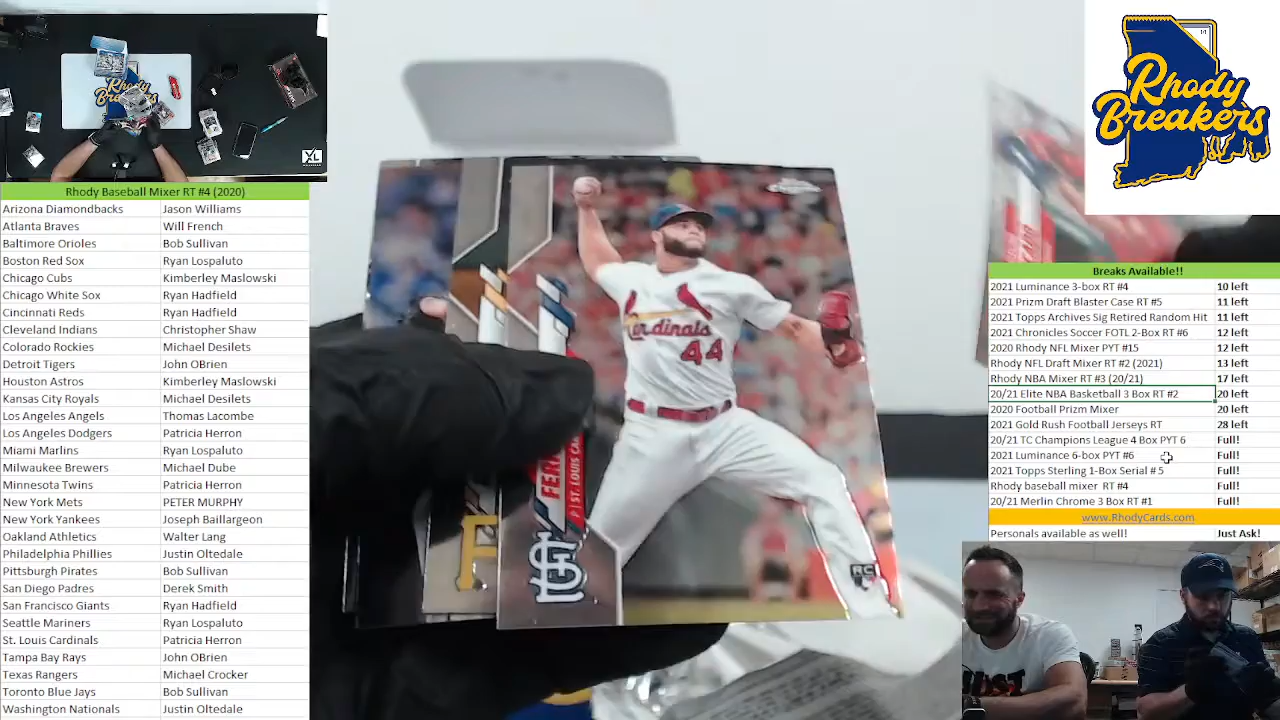 Rhody Baseball Mixer RT #4 (2020)
Arizona Diamondbacks Jason Williams
Atlanta Braves Will French
Baltimore Orioles Bob Sullivan
Boston Red Sox Ryan Lospaluto
Chicago Cubs Kimberley Maslowski
Chicago White Sox Ryan Hadfield
Cincinnati Reds Ryan Hadfield
Cleveland Indians Christopher Shaw
Colorado Rockies Michael Desilets
Detroit Tigers John OBrien
Houston Astros Kimberley Maslowski
Kansas City Royals Michael Desilets
Los Angeles Angels Thomas Lacombe
Los Angeles Dodgers Patricia Herron
Miami Marlins Ryan Lospaluto
Milwaukee Brewers Michael Dube
Minnesota Twins Patricia Herron
New York Mets PETER MURPHY
New York Yankees Joseph Baillargeon
Oakland Athletics Walter Lang
Philadelphia Phillies Justin Oltedale
Pittsburgh Pirates Bob Sullivan
San Diego Padres Derek Smith
San Francisco Giants Ryan Hadfield
Seattle Mariners Ryan Lospaluto
St. Louis Cardinals Patricia Herron
Tampa Bay Rays John OBrien
Texas Rangers Michael Crocker
Toronto Blue Jays Bob Sullivan
Washington Nationals Justin Oltedale
Cardinals
44
RC
ST. LOUIS
Rhody
Breakers
Breaks Available!!
2021 Luminance 3-box RT #4 10 left
2021 Prizm Draft Blaster Case RT #5 11 left
2021 Topps Archives Sig Retired Random Hit 11 left
2021 Chronicles Soccer FOTL 2-Box RT #6 12 left
2020 Rhody NFL Mixer PYT #15 12 left
Rhody NFL Draft Mixer RT #2 (2021) 13 left
Rhody NBA Mixer RT #3 (20/21) 17 left
20/21 Elite NBA Basketball 3 Box RT #2 20 left
2020 Football Prizm Mixer 20 left
2021 Gold Rush Football Jerseys RT 28 left
20/21 TC Champions League 4 Box PYT 6 Full!
2021 Luminance 6-box PYT #6 Full!
2021 Topps Sterling 1-Box Serial # 5 Full!
Rhody baseball mixer RT #4 Full!
20/21 Merlin Chrome 3 Box RT #1 Full!
www.RhodyCards.com
Personals available as well! Just Ask!